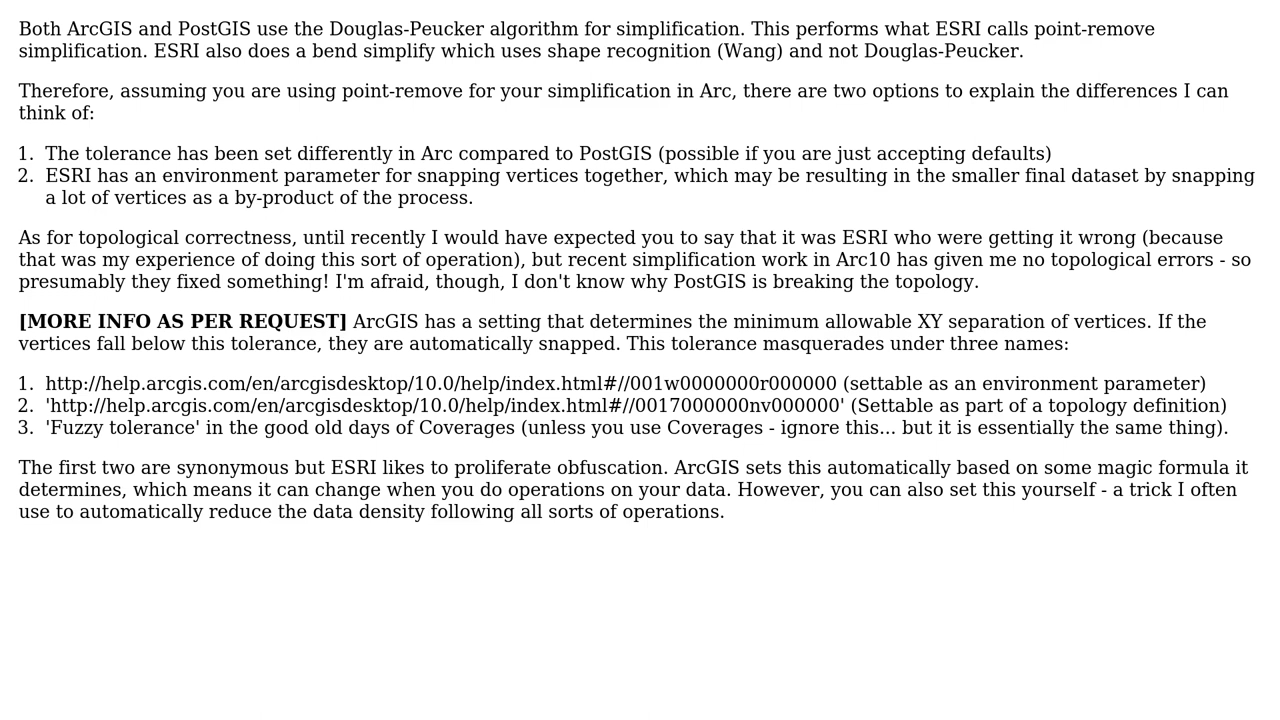 Both ArcGIS and PostGIS use the Douglas-Peucker algorithm for simplification. This performs what ESRI calls point-remove
simplification. ESRI also does a bend simplify which uses shape recognition (Wang) and not Douglas-Peucker.
Therefore, assuming you are using point-remove for your simplification in Arc, there are two options to explain the differences I can
think of:
1. The tolerance has been set differently in Arc compared to PostGIS (possible if you are just accepting defaults)
2. ESRI has an environment parameter for snapping vertices together, which may be resulting in the smaller final dataset by snapping
a lot of vertices as a by-product of the process.
As for topological correctness, until recently I would have expected you to say that it was ESRI who were getting it wrong (because
that was my experience of doing this sort of operation), but recent simplification work in Arc10 has given me no topological errors - so
presumably they fixed something! I'm afraid, though, I don't know why PostGIS is breaking the topology.
[MORE INFO AS PER REQUEST] ArcGIS has a setting that determines the minimum allowable XY separation of vertices. If the
vertices fall below this tolerance, they are automatically snapped. This tolerance masquerades under three names:
1. http://help.arcgis.com/en/arcgisdesktop/10.0/help/index.html#//001w0000000r000000 (settable as an environment parameter)
2. 'http://help.arcgis.com/en/arcgisdesktop/10.0/help/index.html#//0017000000nv000000' (Settable as part of a topology definition)
3. 'Fuzzy tolerance' in the good old days of Coverages (unless you use Coverages - ignore this... but it is essentially the same thing).
The first two are synonymous but ESRI likes to proliferate obfuscation. ArcGIS sets this automatically based on some magic formula it
determines, which means it can change when you do operations on your data. However, you can also set this yourself - a trick I often
use to automatically reduce the data density following all sorts of operations.